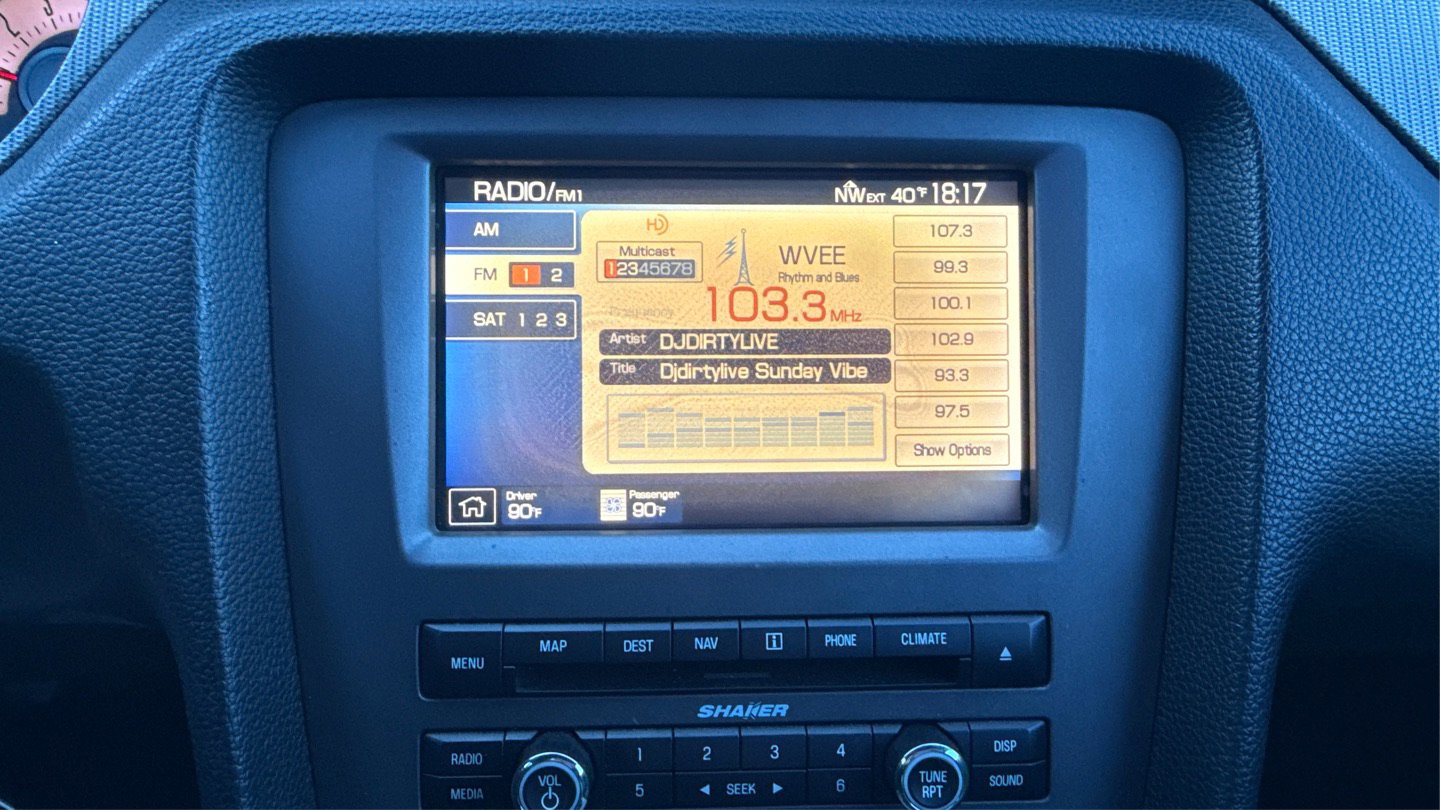 2
3
RADIO/FM1
NW EXT 40°F 18:17
AM
FM 1 2
SAT 1 2 3
HD
Multicast
12345678
WVEE
Rhythm and Blues
Frequency
103.3 MHz
Artist DJDIRTYLIVE
Title Djdirtylive Sunday Vibe
107.3
99.3
100.1
102.9
93.3
97.5
Show Options
Driver
90°F
Passenger
90°F
MENU
MAP
DEST
NAV
i
PHONE
CLIMATE
SHAKER
RADIO
MEDIA
VOL
1
2
3
4
5
◄ SEEK ►
6
TUNE
RPT
DISP
SOUND